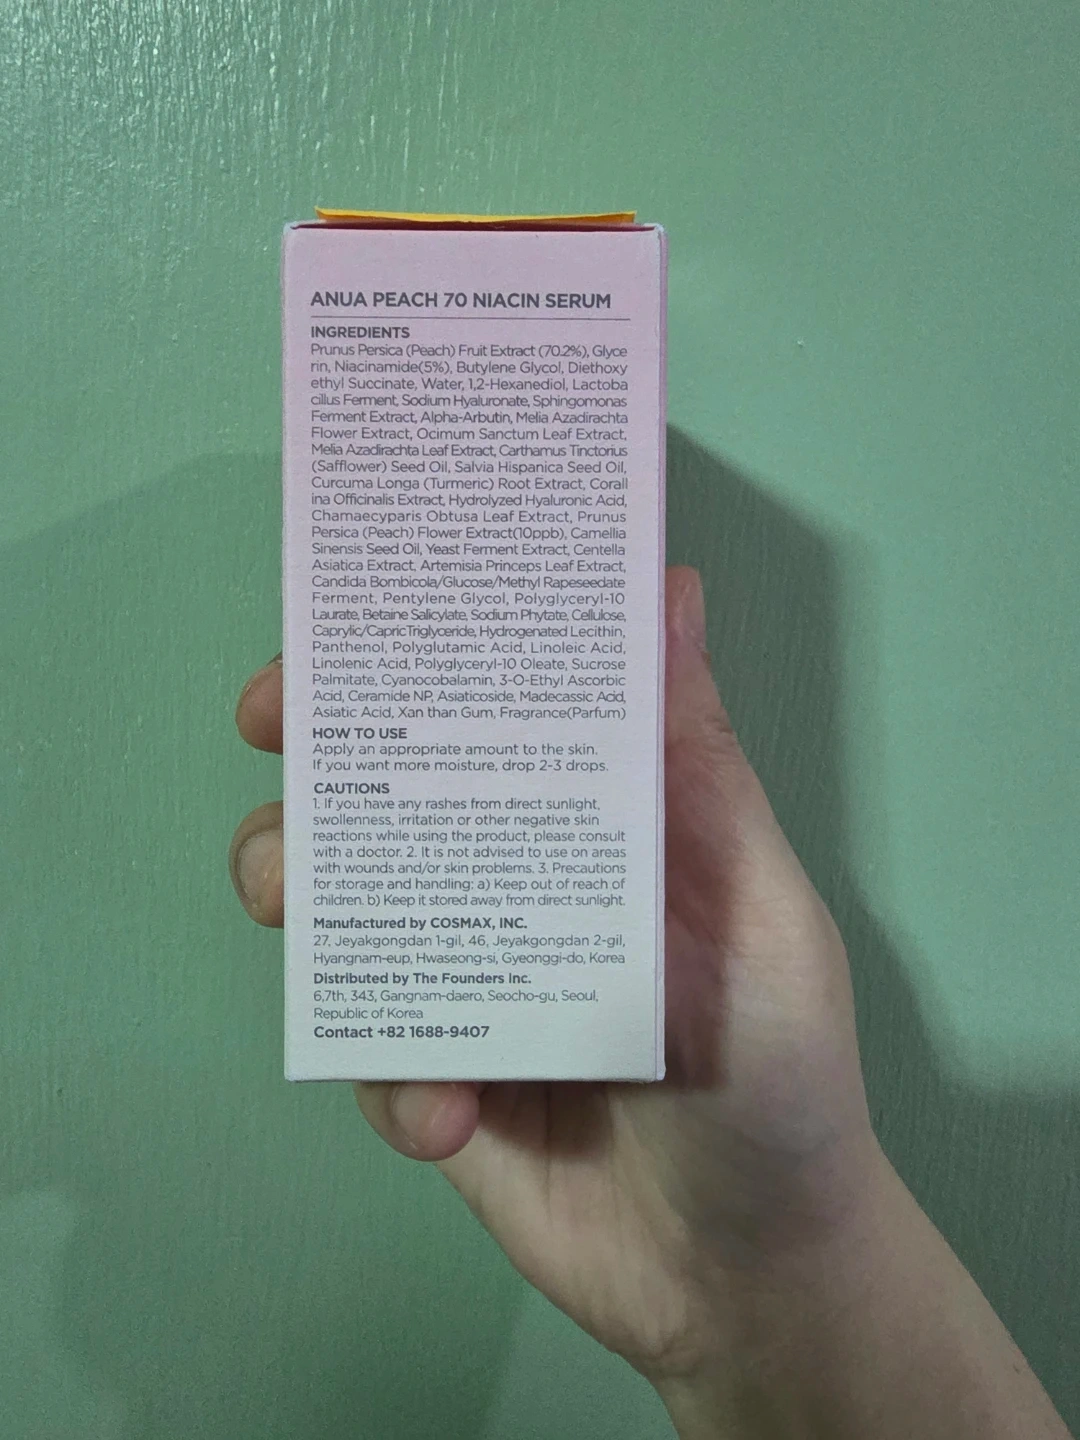 ANUA PEACH 70 NIACIN SERUM
INGREDIENTS
Prunus Persica (Peach) Fruit Extract (70.2%), Glyce
rin, Niacinamide(5%), Butylene Glycol, Diethoxy
ethyl Succinate, Water, 1,2-Hexanediol, Lactoba
cillus Ferment, Sodium Hyaluronate, Sphingomonas
Ferment Extract, Alpha-Arbutin, Melia Azadirachta
Flower Extract, Ocimum Sanctum Leaf Extract,
Melia Azadirachta Leaf Extract, Carthamus Tinctorius
(Safflower) Seed Oil, Salvia Hispanica Seed Oil,
Curcuma Longa (Turmeric) Root Extract, Corall
ina Officinalis Extract, Hydrolyzed Hyaluronic Acid,
Chamaecyparis Obtusa Leaf Extract, Prunus
Persica (Peach) Flower Extract(10ppb), Camellia
Sinensis Seed Oil, Yeast Ferment Extract, Centella
Asiatica Extract, Artemisia Princeps Leaf Extract,
Candida Bombicola/Glucose/Methyl Rapeseedate
Ferment, Pentylene Glycol, Polyglyceryl-10
Laurate, Betaine Salicylate, Sodium Phytate, Cellulose,
Caprylic/CapricTriglyceride, Hydrogenated Lecithin,
Panthenol, Polyglutamic Acid, Linoleic Acid,
Linolenic Acid, Polyglyceryl-10 Oleate, Sucrose
Palmitate, Cyanocobalamin, 3-O-Ethyl Ascorbic
Acid, Ceramide NP, Asiaticoside, Madecassic Acid,
Asiatic Acid, Xan than Gum, Fragrance(Parfum)
HOW TO USE
Apply an appropriate amount to the skin.
If you want more moisture, drop 2-3 drops.
CAUTIONS
1. If you have any rashes from direct sunlight,
swollenness, irritation or other negative skin
reactions while using the product, please consult
with a doctor. 2. It is not advised to use on areas
with wounds and/or skin problems. 3. Precautions
for storage and handling: a) Keep out of reach of
children. b) Keep it stored away from direct sunlight.
Manufactured by COSMAX, INC.
27, Jeyakgongdan 1-gil, 46, Jeyakgongdan 2-gil,
Hyangnam-eup, Hwaseong-si, Gyeonggi-do, Korea
Distributed by The Founders Inc.
6,7th, 343, Gangnam-daero, Seocho-gu, Seoul,
Republic of Korea
Contact +82 1688-9407